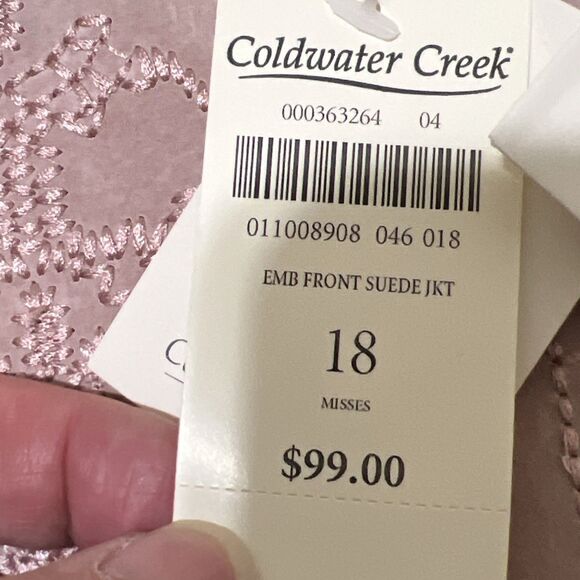 Coldwater Creek
000363264 04
011008908 046 018
EMB FRONT SUEDE JKT
18
MISSES
$99.00